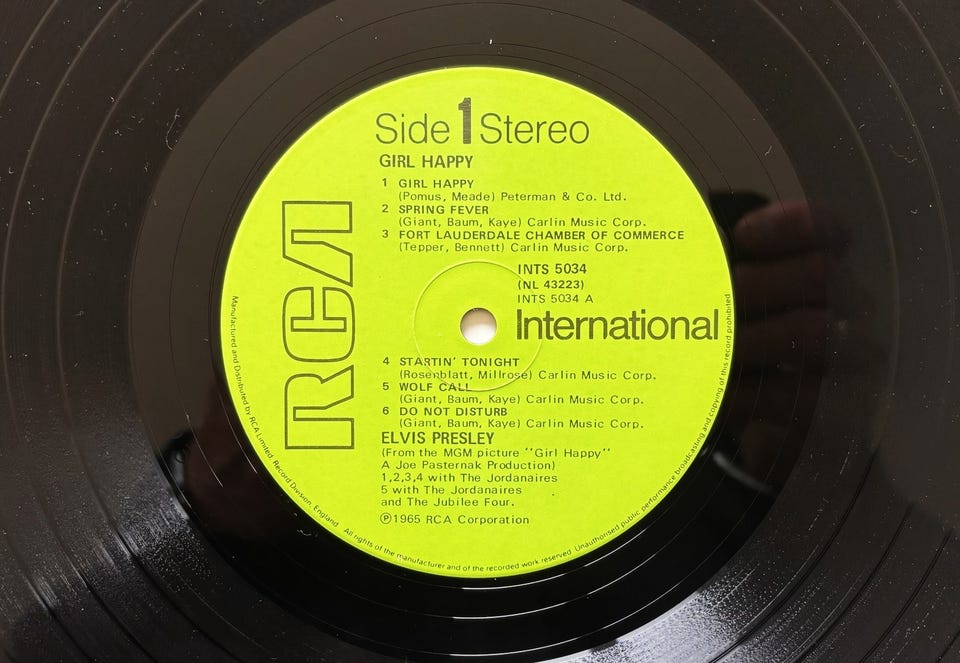 Side 1 Stereo
GIRL HAPPY
1 GIRL HAPPY
(Pomus, Meade) Peterman & Co. Ltd.
2 SPRING FEVER
(Giant, Baum, Kaye) Carlin Music Corp.
3 FORT LAUDERDALE CHAMBER OF COMMERCE
(Tepper, Bennett) Carlin Music Corp.
RCA
INTS 5034
(NL 43223)
INTS 5034 A
International
4 STARTIN' TONIGHT
(Rosenblatt, Millrose) Carlin Music Corp.
5 WOLF CALL
(Giant, Baum, Kaye) Carlin Music Corp.
6 DO NOT DISTURB
(Giant, Baum, Kaye) Carlin Music Corp.
ELVIS PRESLEY
(From the MGM picture "Girl Happy"
A Joe Pasternak Production)
1,2,3,4 with The Jordanaires
5 with The Jordanaires
and The Jubilee Four.
Ⓟ1965 RCA Corporation
Manufactured and Distributed by RCA Limited, Record Division, England. All rights of the manufacturer and of the recorded work reserved. Unauthorised public performance broadcasting and copying of this record prohibited